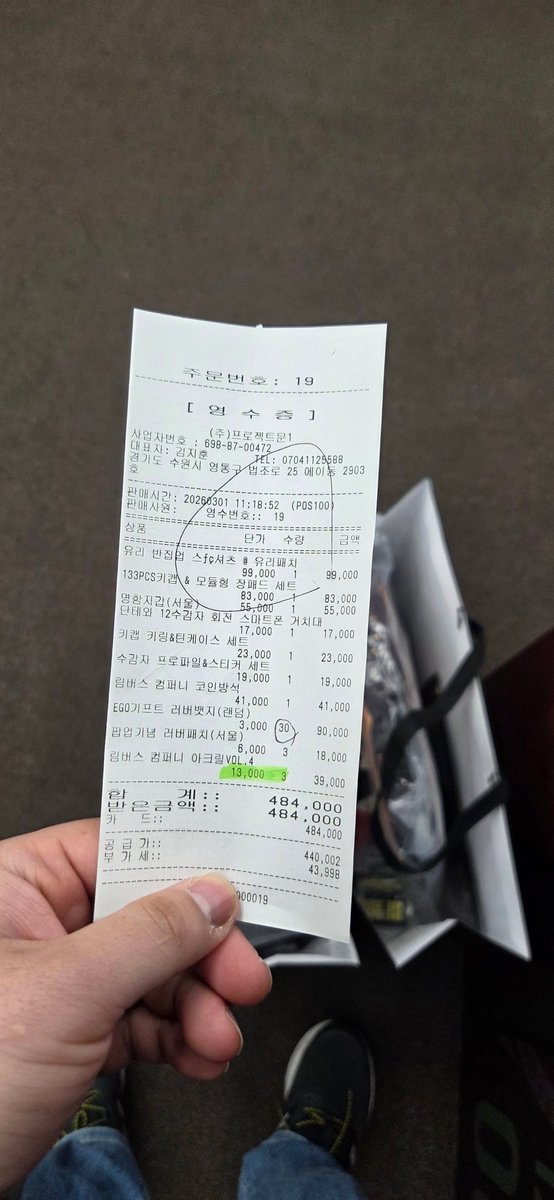 주문번호: 19
[ 영 수 증 ]
(주)프로젝트문1
사업자번호 : 698-87-00472
대표자: 김지훈 TEL: 07041125588
경기도 수원시 영통구 법조로 25 에이동 2903
호
판매시간: 20260301 11:18:52 (POS100)
판매사원: 영수번호:: 19
상품 단가 수량 금액
유리 반집업 스fç셔츠 @ 유리패치
99,000 1 99,000
133PCS키캡 & 모듈형 장패드 세트
83,000 1 83,000
명함지갑(서울)
55,000 1 55,000
단테와 12수감자 회전 스마트폰 거치대
17,000 1 17,000
키캡 키링&틴케이스 세트
23,000 1 23,000
수감자 프로파일&스티커 세트
19,000 1 19,000
림버스 컴퍼니 코인방석
41,000 1 41,000
EGO기프트 러버뱃지(랜덤)
3,000 30 90,000
팝업기념 러버패치(서울)
6,000 3 18,000
림버스 컴퍼니 아크릴VOL.4
13,000 3 39,000
합 계:: 484,000
받은금액:: 484,000
카 드:: 484,000
공 급 가:: 440,002
부 가 세:: 43,998